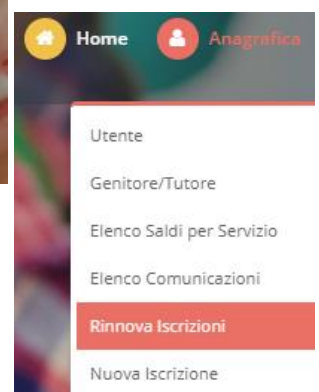 Home Anagrafica
Utente
Genitore/Tutore
Elenco Saldi per Servizio
Elenco Comunicazioni
Rinnova Iscrizioni
Nuova Iscrizione